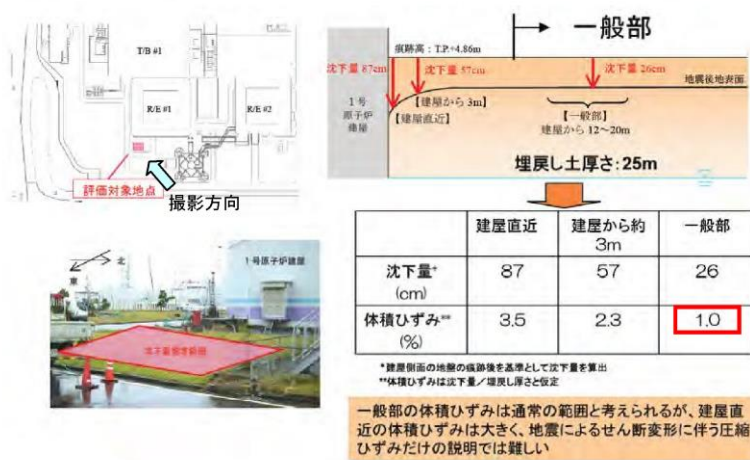 T/B #1
R/E #1
R/E #2
評価対象地点
撮影方向
一般部
痕跡高：T.P.+4.86m
沈下量 87cm
沈下量 57cm
沈下量 26cm
地震後地表面
1号
原子炉
建屋
【建屋から 3m】
【建屋直近】
【一般部】
建屋から 12～20m
埋戻し土厚さ：25m
建屋直近
建屋から約
3m
一般部
沈下量*
(cm)
87
57
26
体積ひずみ**
(%)
3.5
2.3
1.0
*建屋側面の地盤の痕跡後を基準として沈下量を算出
**体積ひずみは沈下量／埋戻し厚さと仮定
北
東
1号原子炉建屋
一般部の体積ひずみは通常の範囲と考えられるが、建屋直
近の体積ひずみは大きく、地震によるせん断変形に伴う圧縮
ひずみだけの説明では難しい